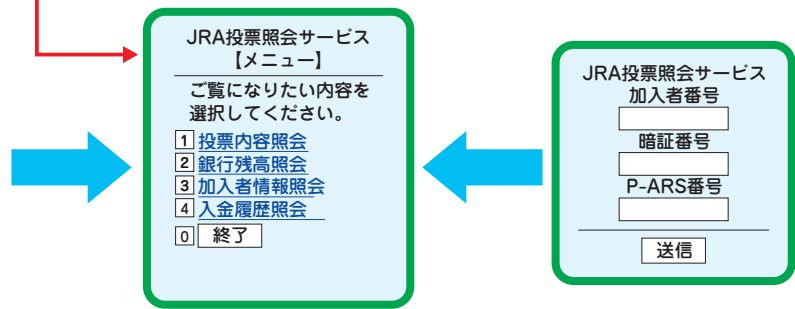 JRA投票照会サービス
【メニュー】
ご覧になりたい内容を
選択してください。
1 投票内容照会
2 銀行残高照会
3 加入者情報照会
4 入金履歴照会
0 終了
JRA投票照会サービス
加入者番号
暗証番号
P-ARS番号
送信